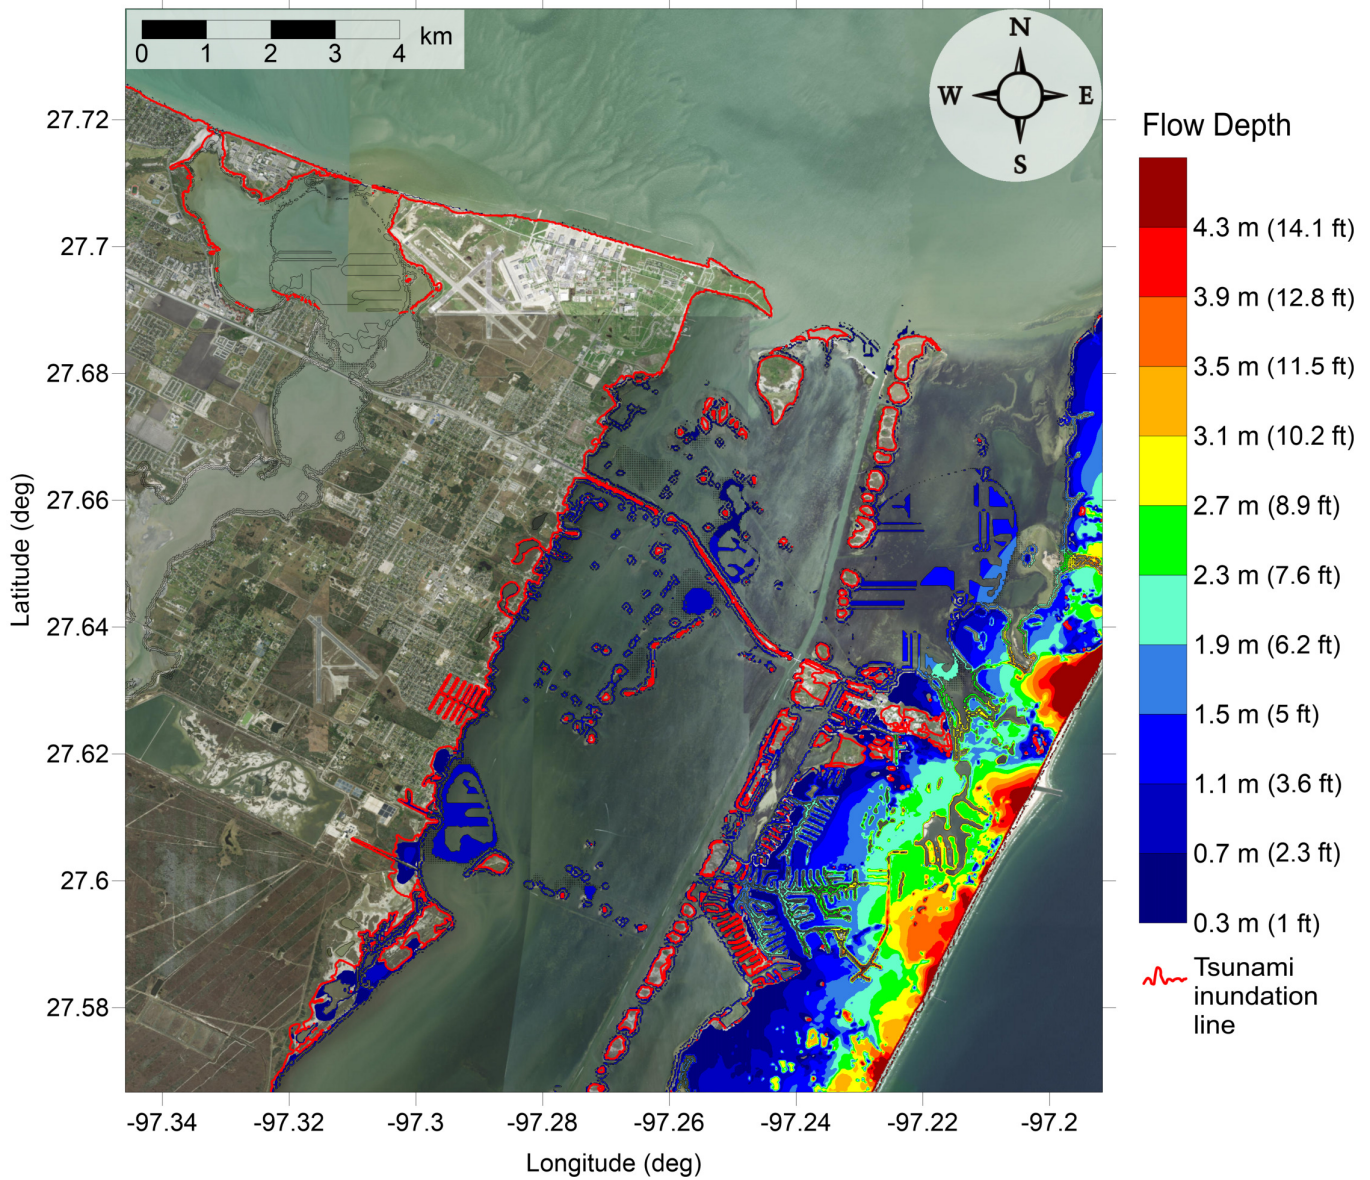 0 1 2 3 4 km
N
W E
S
27.72
27.7
27.68
27.66
27.64
27.62
27.6
27.58
Latitude (deg)
-97.34 -97.32 -97.3 -97.28 -97.26 -97.24 -97.22 -97.2
Longitude (deg)
Flow Depth
4.3 m (14.1 ft)
3.9 m (12.8 ft)
3.5 m (11.5 ft)
3.1 m (10.2 ft)
2.7 m (8.9 ft)
2.3 m (7.6 ft)
1.9 m (6.2 ft)
1.5 m (5 ft)
1.1 m (3.6 ft)
0.7 m (2.3 ft)
0.3 m (1 ft)
Tsunami
inundation
line